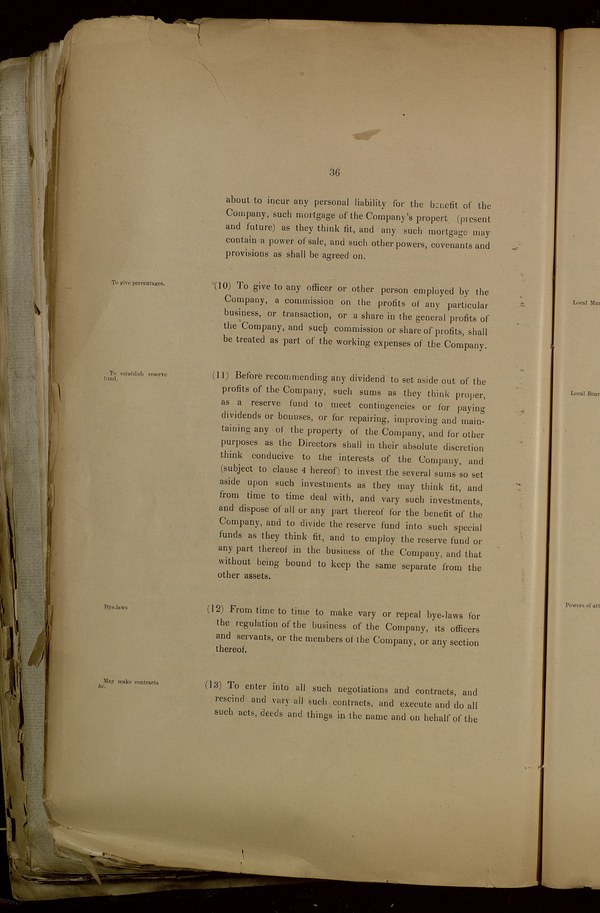 36
about to incur any personal liability for the benefit of the
Company, such mortgage of the Company's propert (present
and future) as they think fit, and any such mortgage may
contain a power of sale, and such other powers, covenants and
provisions as shall be agreed on.
To give percentages.
(10) To give to any officer or other person employed by the
Company, a commission on the profits of any particular
business, or transaction, or a share in the general profits of
the Company, and such commission or share of profits, shall
be treated as part of the working expenses of the Company.
To establish reserve
fund.
(11) Before recommending any dividend to set aside out of the
profits of the Company, such sums as they think proper,
as a reserve fund to meet contingencies or for paying
dividends or bonuses, or for repairing, improving and main-
taining any of the property of the Company, and for other
purposes as the Directors shall in their absolute discretion
think conducive to the interests of the Company, and
(subject to clause 4 hereof) to invest the several sums so set
aside upon such investments as they may think fit, and
from time to time deal with, and vary such investments,
and dispose of all or any part thereof for the benefit of the
Company, and to divide the reserve fund into such special
funds as they think fit, and to employ the reserve fund or
any part thereof in the business of the Company, and that
without being bound to keep the same separate from the
other assets.
Bye-laws
(12) From time to time to make vary or repeal bye-laws for
the regulation of the business of the Company, its officers
and servants, or the members of the Company, or any section
thereof.
May make contracts
&c.
(13) To enter into all such negotiations and contracts, and
rescind and vary all such contracts, and execute and do all
such acts, deeds and things in the name and on behalf of the
Local
Local
Powers of